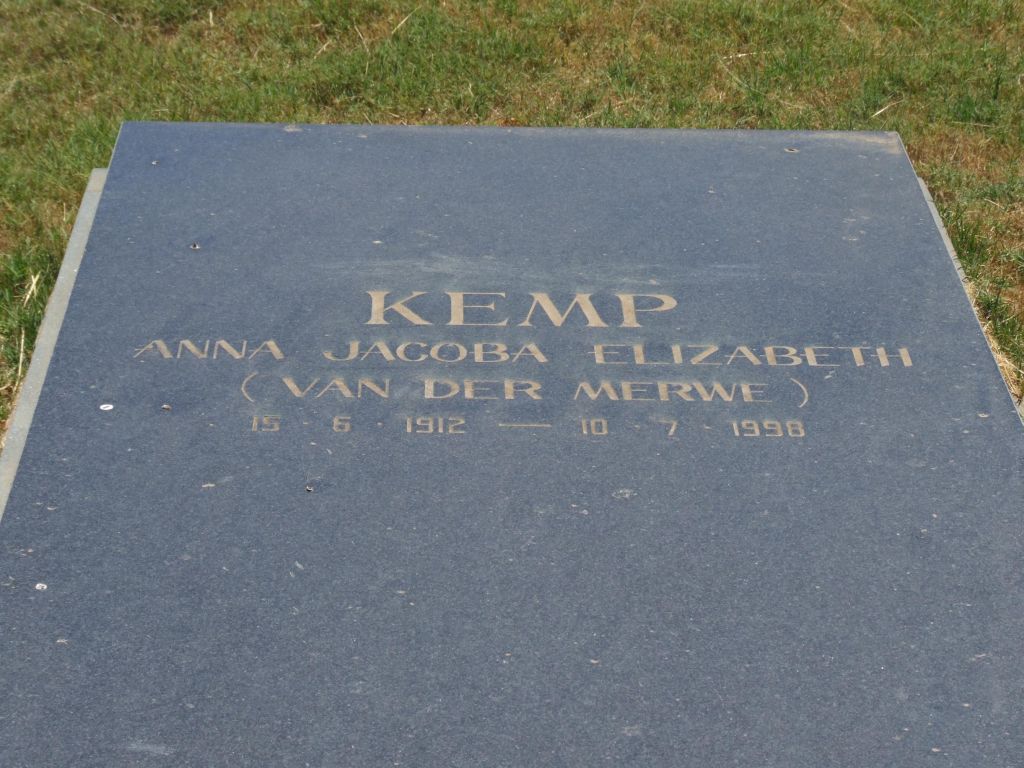 KEMP
ANNA JACOBA ELIZABETH
( VAN DER MERWE )
15 · 6 · 1912 — 10 · 7 · 1998